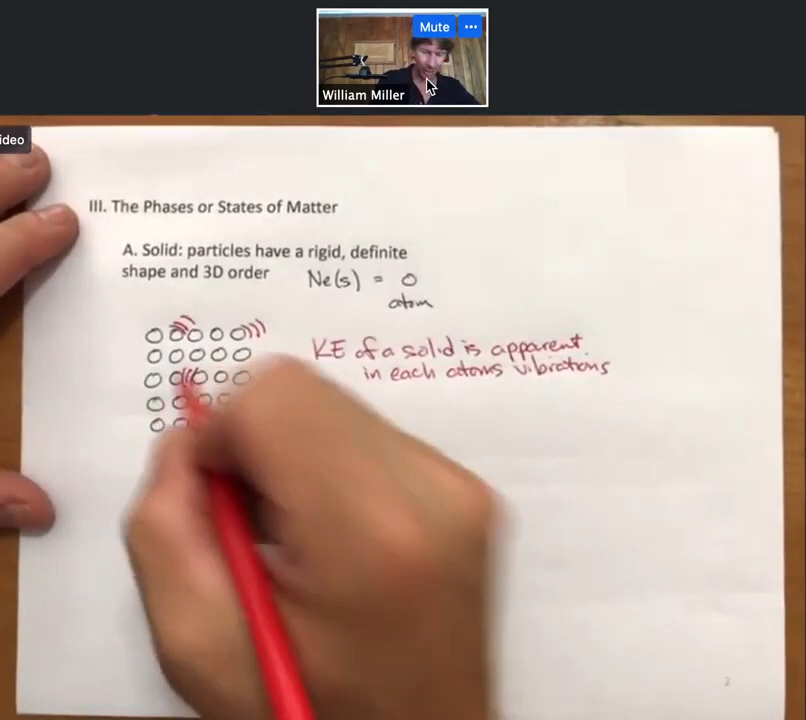 Mute
William Miller
ideo
III. The Phases or States of Matter
A. Solid: particles have a rigid, definite
shape and 3D order
Ne(s) = O
atom
KE of a solid is apparent
in each atoms vibrations
2